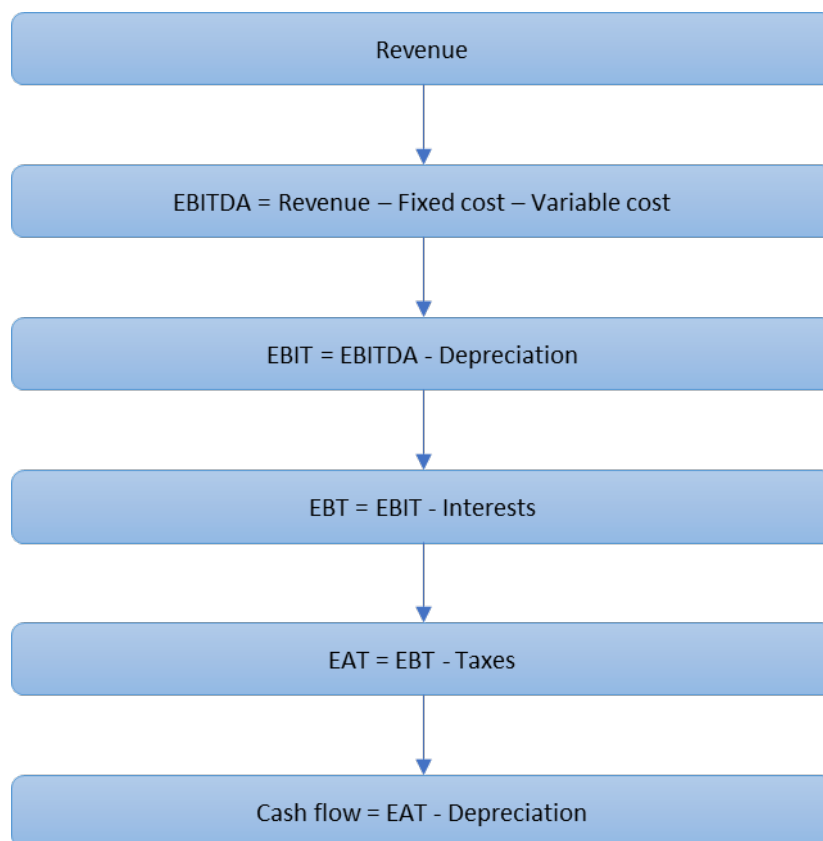 Revenue
EBITDA = Revenue – Fixed cost – Variable cost
EBIT = EBITDA - Depreciation
EBT = EBIT - Interests
EAT = EBT - Taxes
Cash flow = EAT - Depreciation